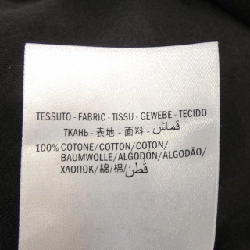 TESSUTO - FABRIC - TISSU - GEWEBE - TECIDO
ТКАНЬ - 表地 - 面料 - قماش
100% COTONE/COTTON/COTON/
BAUMWOLLE/ALGODÓN/ALGODÃO/
ХЛОПОК/綿/棉/قطن